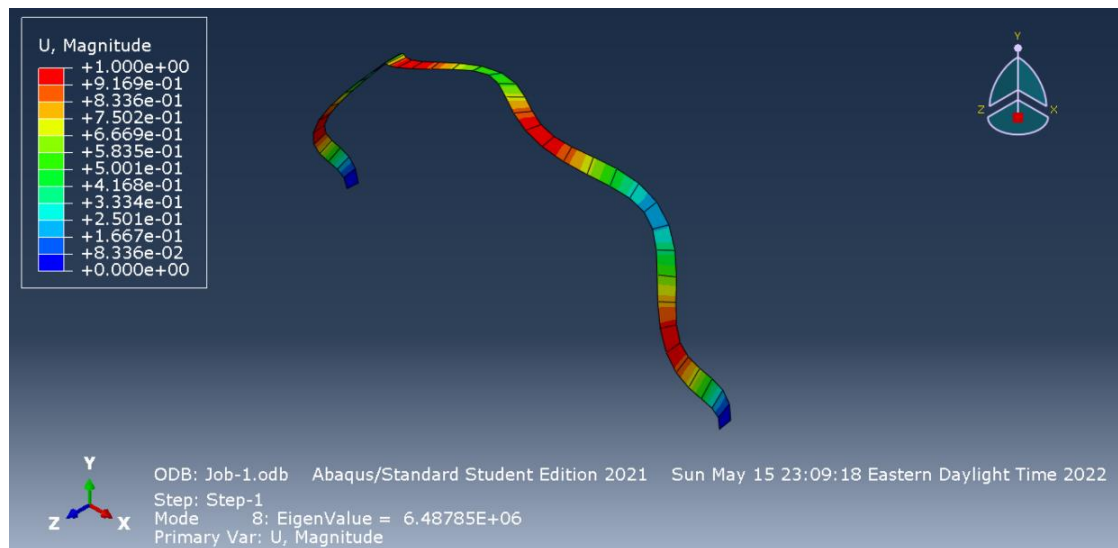 U, Magnitude
+1.000e+00
+9.169e-01
+8.336e-01
+7.502e-01
+6.669e-01
+5.835e-01
+5.001e-01
+4.168e-01
+3.334e-01
+2.501e-01
+1.667e-01
+8.336e-02
+0.000e+00
Y
Z
X
Y
Z
X
ODB: Job-1.odb Abaqus/Standard Student Edition 2021 Sun May 15 23:09:18 Eastern Daylight Time 2022
Step: Step-1
Mode 8: EigenValue = 6.48785E+06
Primary Var: U, Magnitude